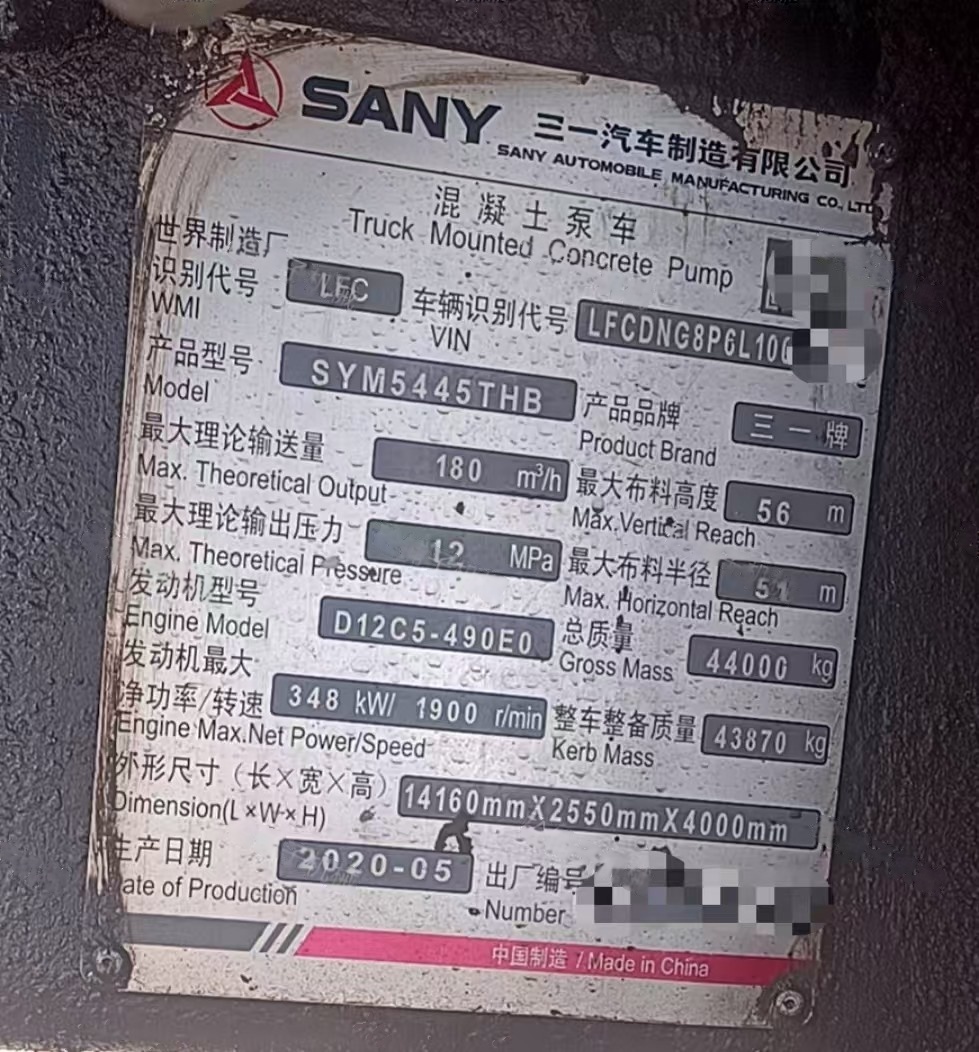 SANY 三一汽车制造有限公司
SANY AUTOMOBILE MANUFACTURING CO., LTD
混凝土泵车
Truck Mounted Concrete Pump
世界制造厂
识别代号 LFC 车辆识别代号 LFCDNG8P6L10
WMI VIN
产品型号 SYM5445THB 产品品牌 三一牌
Model Product Brand
最大理论输送量 180 m³/h 最大布料高度 56 m
Max. Theoretical Output Max.Vertical Reach
最大理论输出压力 12 MPa 最大布料半径 m
Max. Theoretical Pressure Max. Horizontal Reach
发动机型号 D12C5-490E0 总质量 44000 kg
Engine Model Gross Mass
发动机最大
净功率/转速 348 kW/ 1900 r/min 整车整备质量 43870 kg
Engine Max.Net Power/Speed Kerb Mass
外形尺寸(长×宽×高) 14160mmX2550mmX4000mm
Dimension(L×W×H)
生产日期 2020-05 出厂编号
ate of Production Number
中国制造 / Made in China